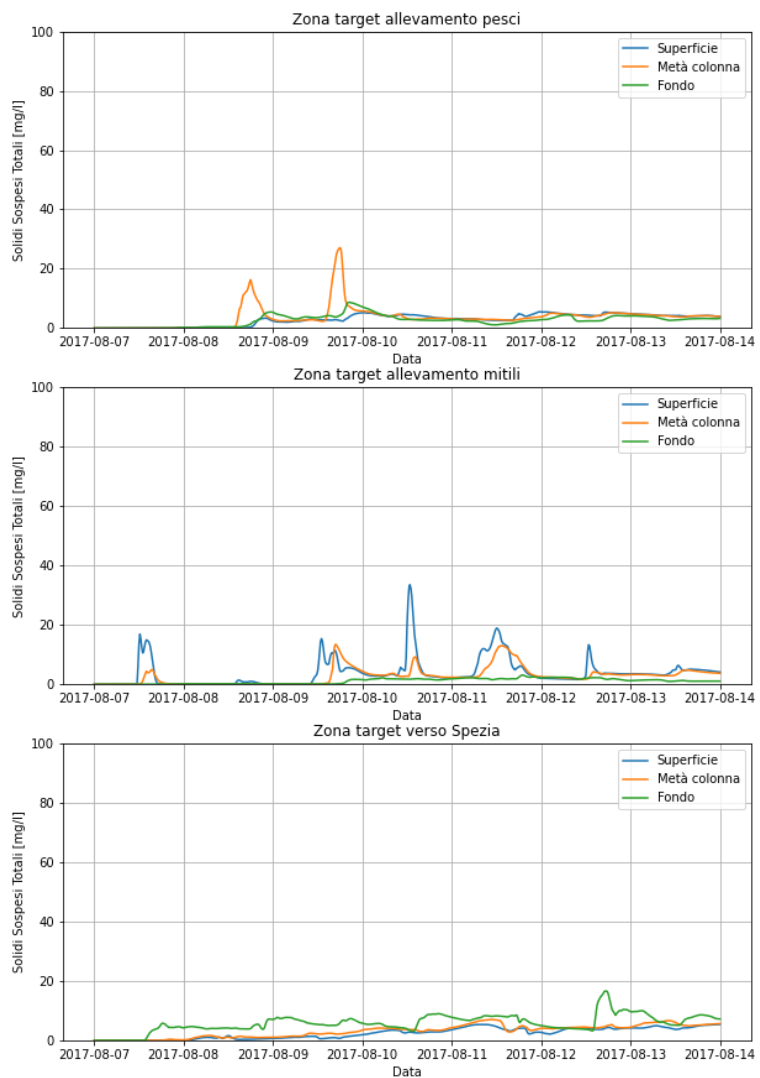 Zona target allevamento pesci
100
80
60
40
20
0
Solidi Sospesi Totali [mg/l]
Superficie
Metà colonna
Fondo
2017-08-07 2017-08-08 2017-08-09 2017-08-10 2017-08-11 2017-08-12 2017-08-13 2017-08-14
Data
Zona target allevamento mitili
100
80
60
40
20
0
Solidi Sospesi Totali [mg/l]
Superficie
Metà colonna
Fondo
2017-08-07 2017-08-08 2017-08-09 2017-08-10 2017-08-11 2017-08-12 2017-08-13 2017-08-14
Data
Zona target verso Spezia
100
80
60
40
20
0
Solidi Sospesi Totali [mg/l]
Superficie
Metà colonna
Fondo
2017-08-07 2017-08-08 2017-08-09 2017-08-10 2017-08-11 2017-08-12 2017-08-13 2017-08-14
Data